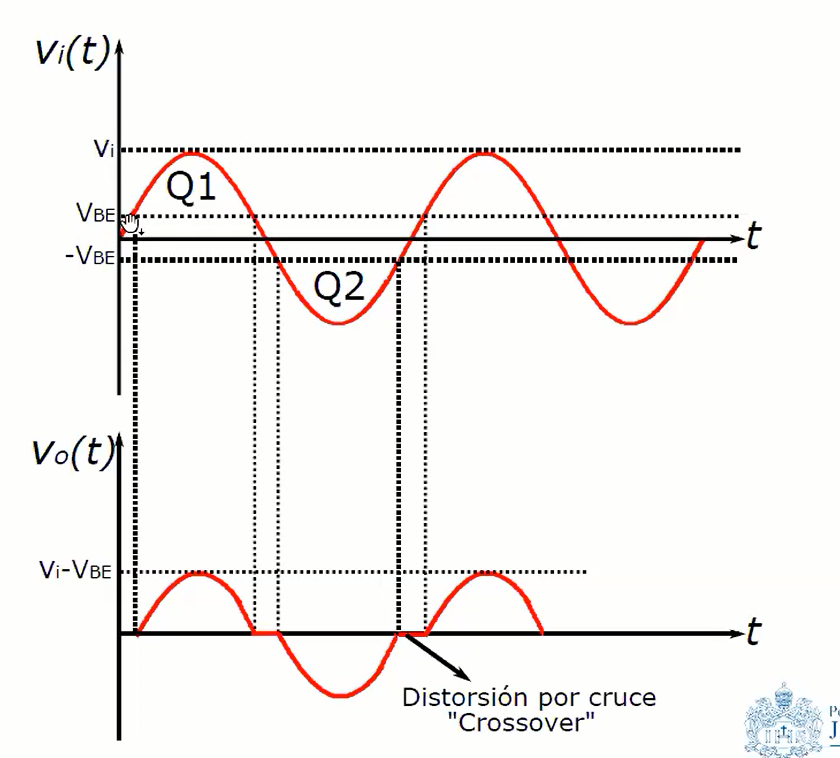 vi(t)
Vi
Q1
VBE
t
-VBE
Q2
vo(t)
Vi-VBE
t
Distorsión por cruce
"Crossover"